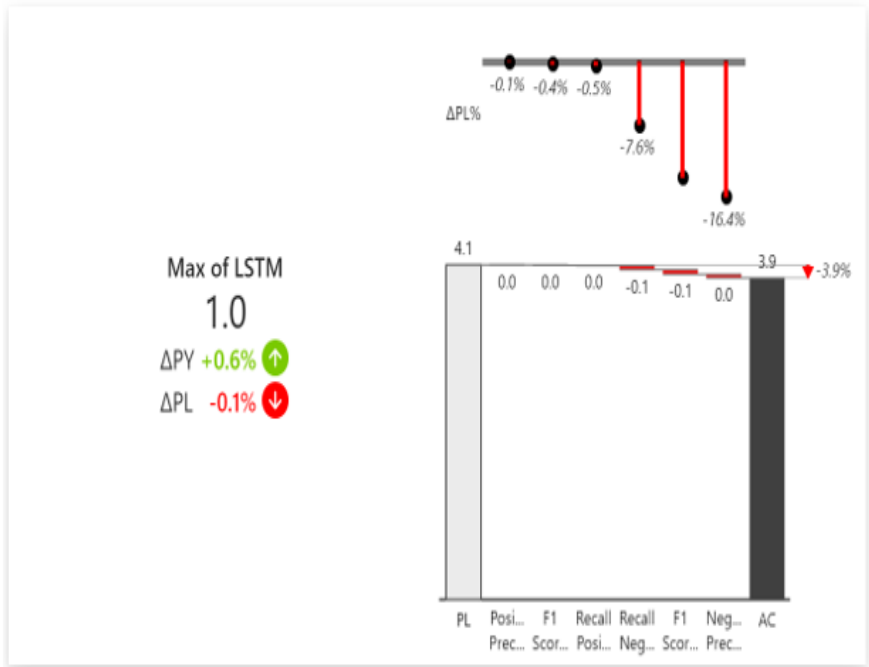 Max of LSTM
1.0
ΔPY +0.6%
ΔPL -0.1%
ΔPL%
-0.1% -0.4% -0.5%
-7.6%
-16.4%
4.1
3.9
-3.9%
0.0 0.0 0.0 -0.1 -0.1 0.0
PL Posi... F1 Recall Recall F1 Neg... AC
Prec... Scor... Posi... Neg... Scor... Prec...